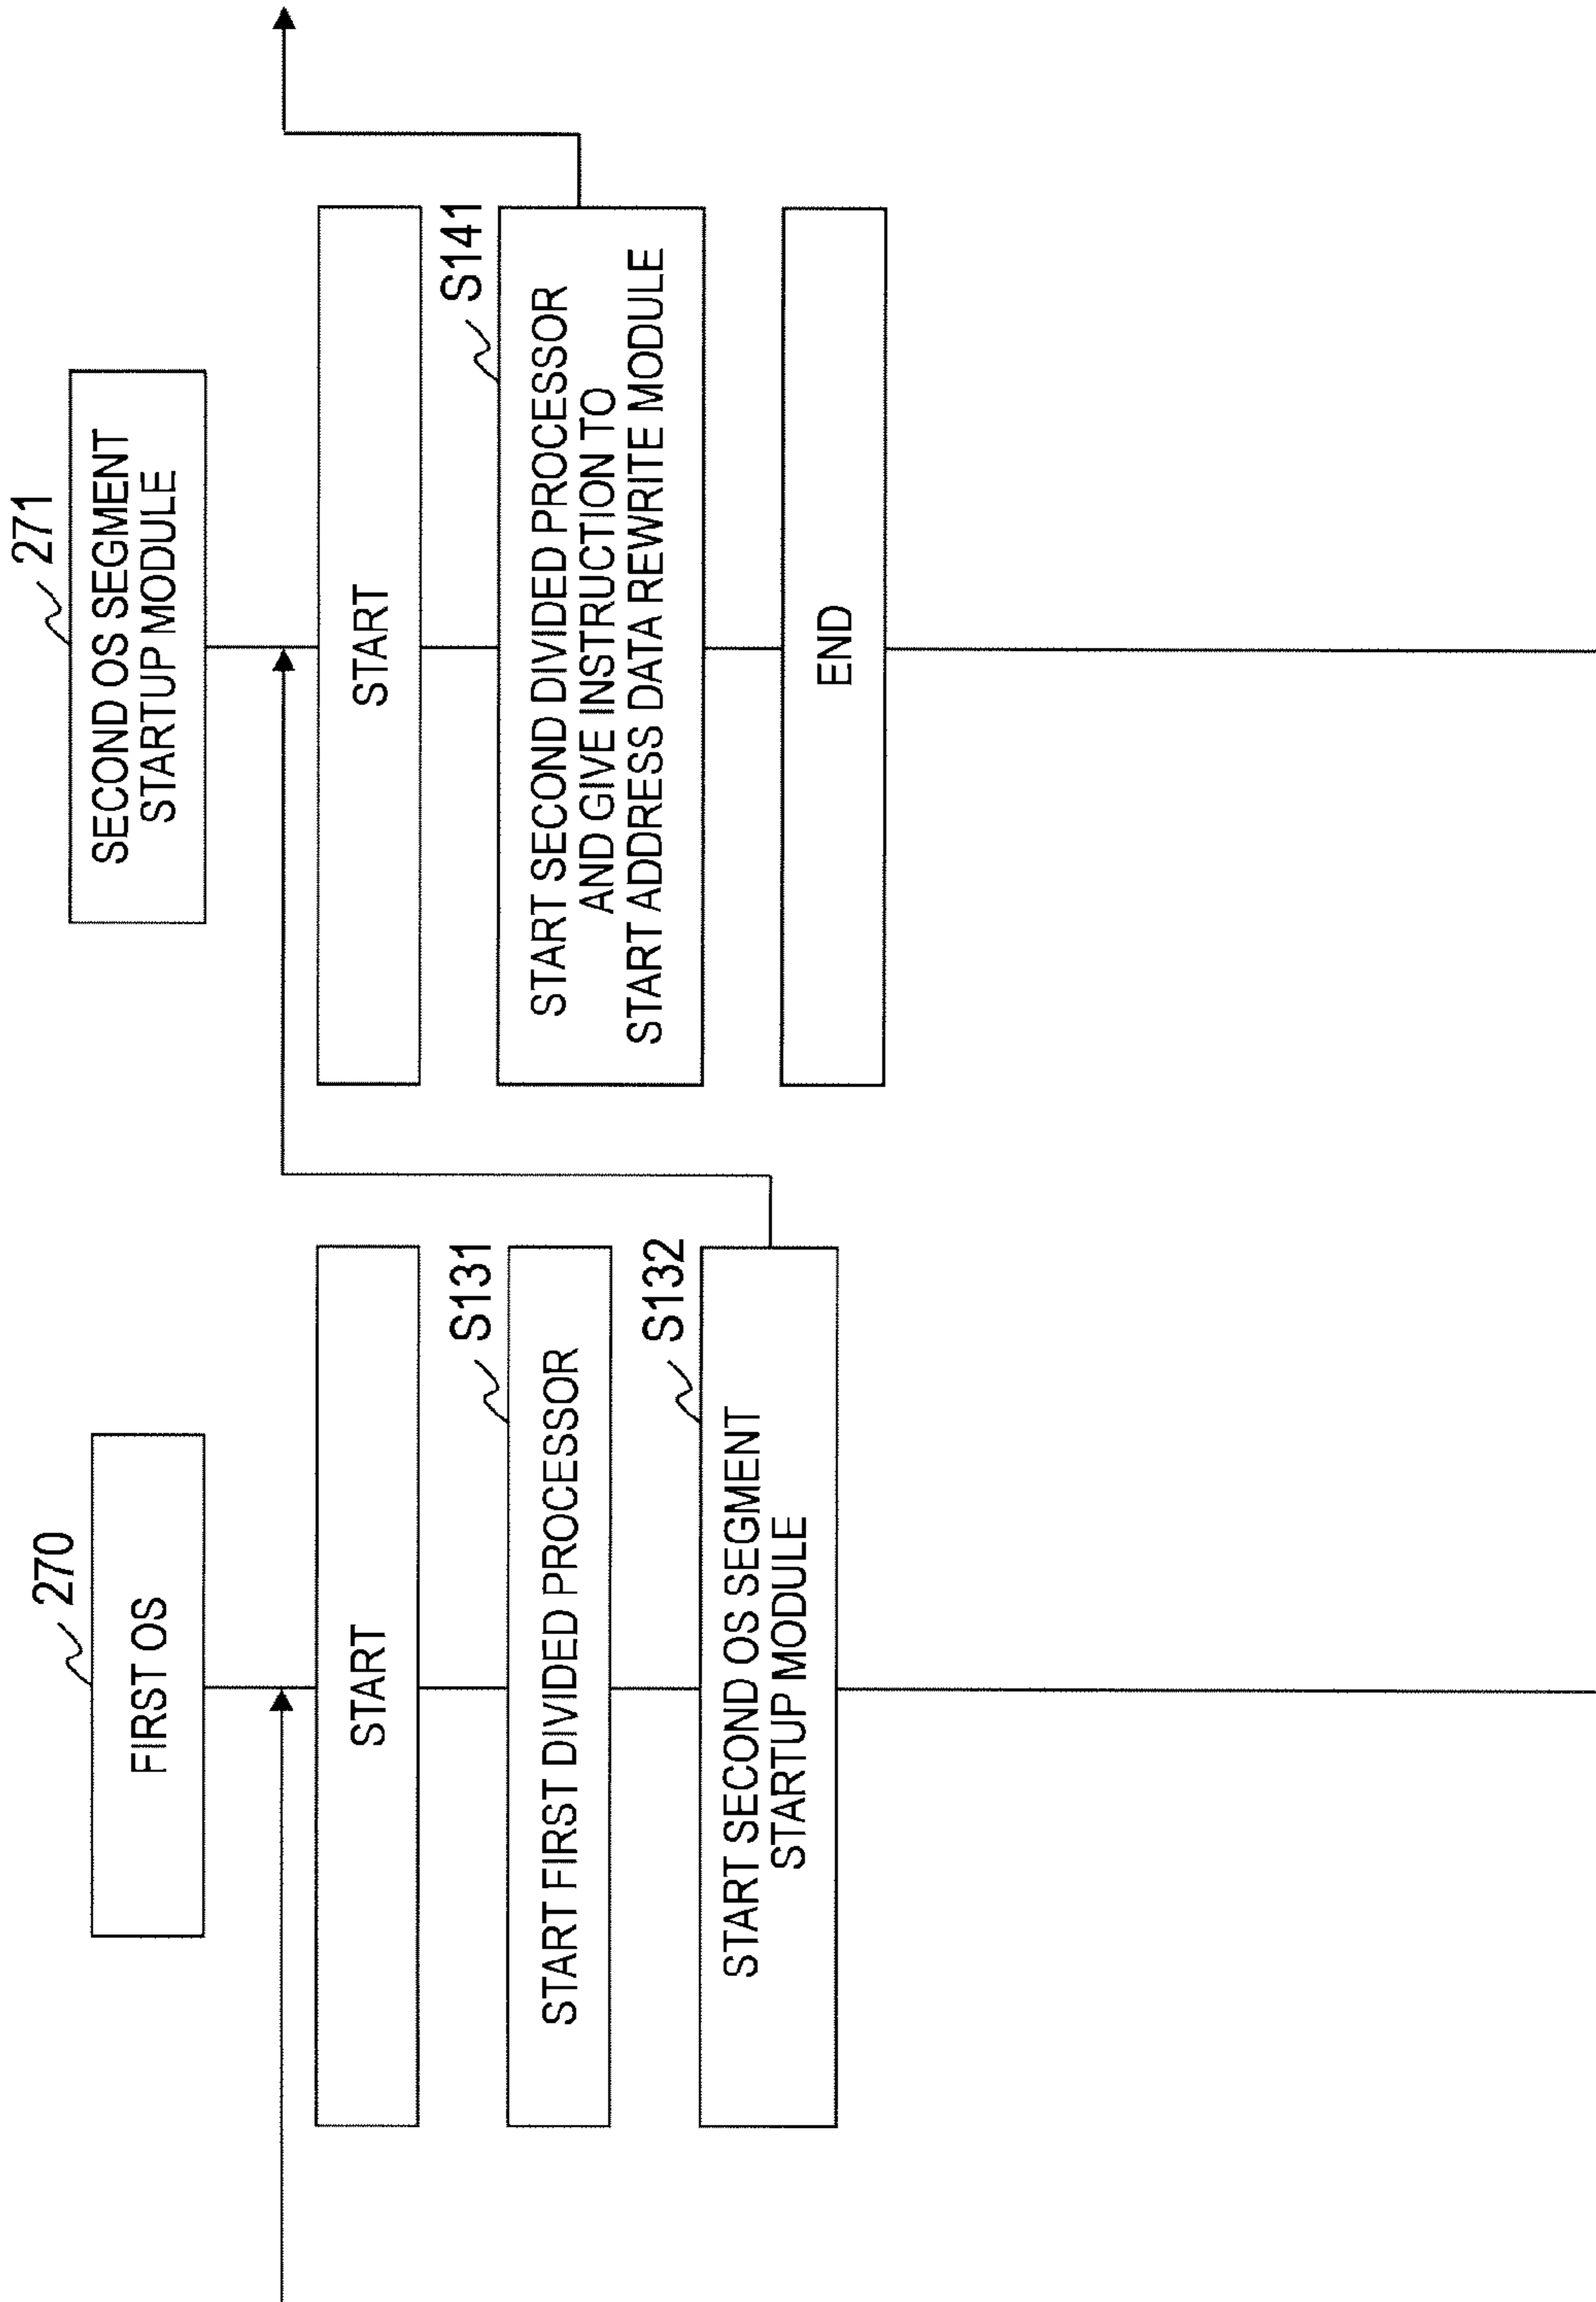 270
FIRST OS
START
S131
START FIRST DIVIDED PROCESSOR
S132
START SECOND OS SEGMENT
STARTUP MODULE
271
SECOND OS SEGMENT
STARTUP MODULE
START
S141
START SECOND DIVIDED PROCESSOR
AND GIVE INSTRUCTION TO
START ADDRESS DATA REWRITE MODULE
END